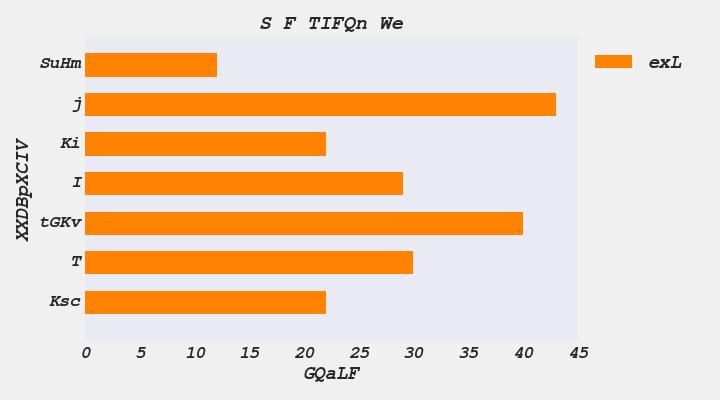 S F TIFQn We
exL
XXDBpXCIV
SuHm
j
Ki
I
tGKv
T
Ksc
0 5 10 15 20 25 30 35 40 45
GQaLF